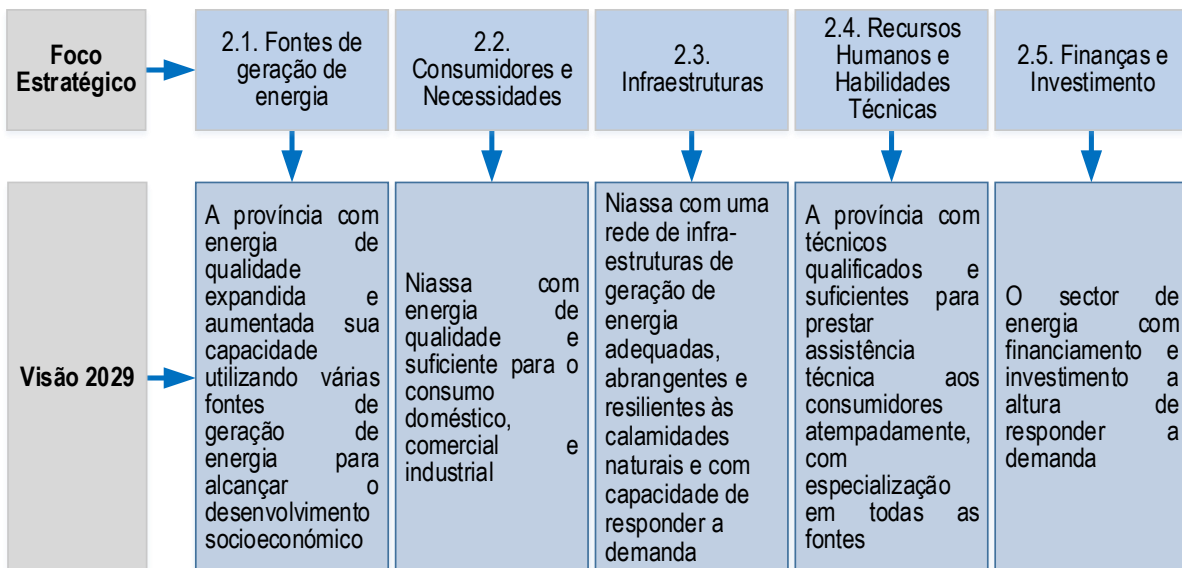 Foco
Estratégico
2.1. Fontes de
geração de
energia
2.2.
Consumidores e
Necessidades
2.3.
Infraestruturas
2.4. Recursos
Humanos e
Habilidades
Técnicas
2.5. Finanças e
Investimento
Visão 2029
A província com
energia de
qualidade
expandida e
aumentada sua
capacidade
utilizando várias
fontes de
geração de
energia para
alcançar o
desenvolvimento
socioeconómico
Niassa com
energia de
qualidade e
suficiente para o
consumo
doméstico,
comercial e
industrial
Niassa com uma
rede de infra-
estruturas de
geração de
energia
adequadas,
abrangentes e
resilientes às
calamidades
naturais e com
capacidade de
responder a
demanda
A província com
técnicos
qualificados e
suficientes para
prestar
assistência
técnica aos
consumidores
atempadamente,
com
especialização
em todas as
fontes
O sector de
energia com
financiamento e
investimento a
altura de
responder a
demanda